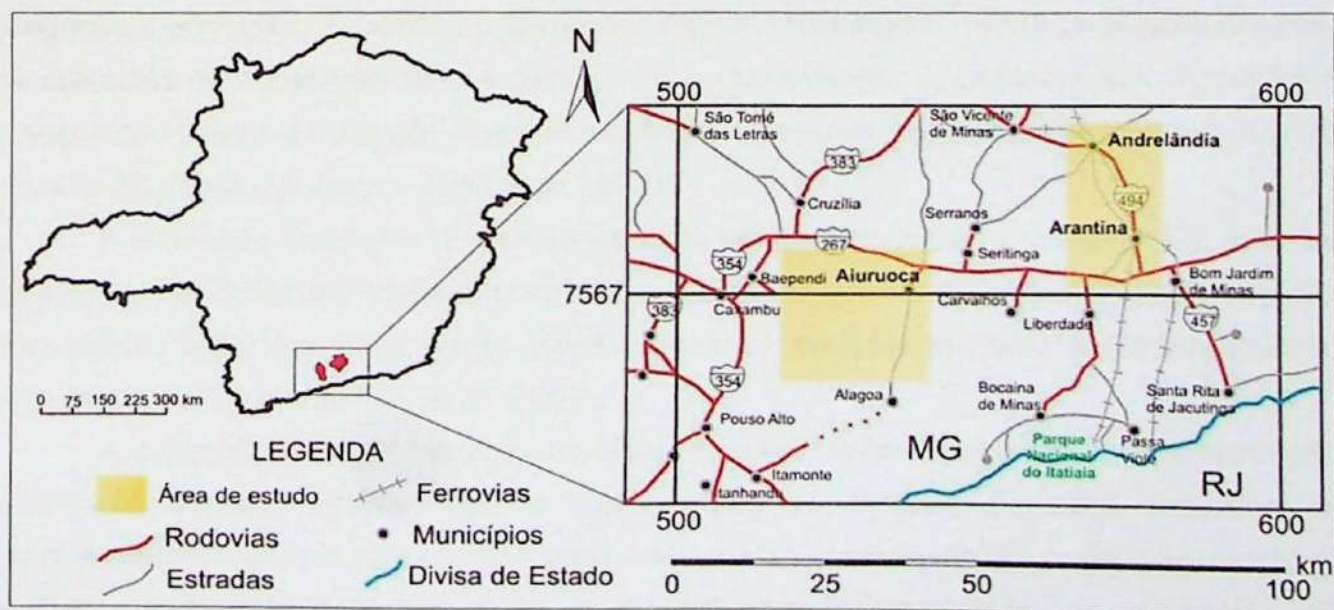 N
500
600
São Tomé
das Letras
São Vicente
de Minas
Andrelândia
383
494
Cruzília
Serranos
Arantina
267
Seritinga
354
Baependi
Aiuruoca
Bom Jardim
de Minas
7567
383
Caxambu
Carvalhos
Liberdade
457
354
Alagoa
Bocaina
de Minas
Santa Rita
de Jacutinga
Pouso Alto
MG
Parque
Nacional
do Itatiaia
Passa
Itamonte
RJ
500
600
0 75 150 225 300 km
LEGENDA
Área de estudo
Ferrovias
Rodovias
Municípios
Estradas
Divisa de Estado
km
0 25 50 100